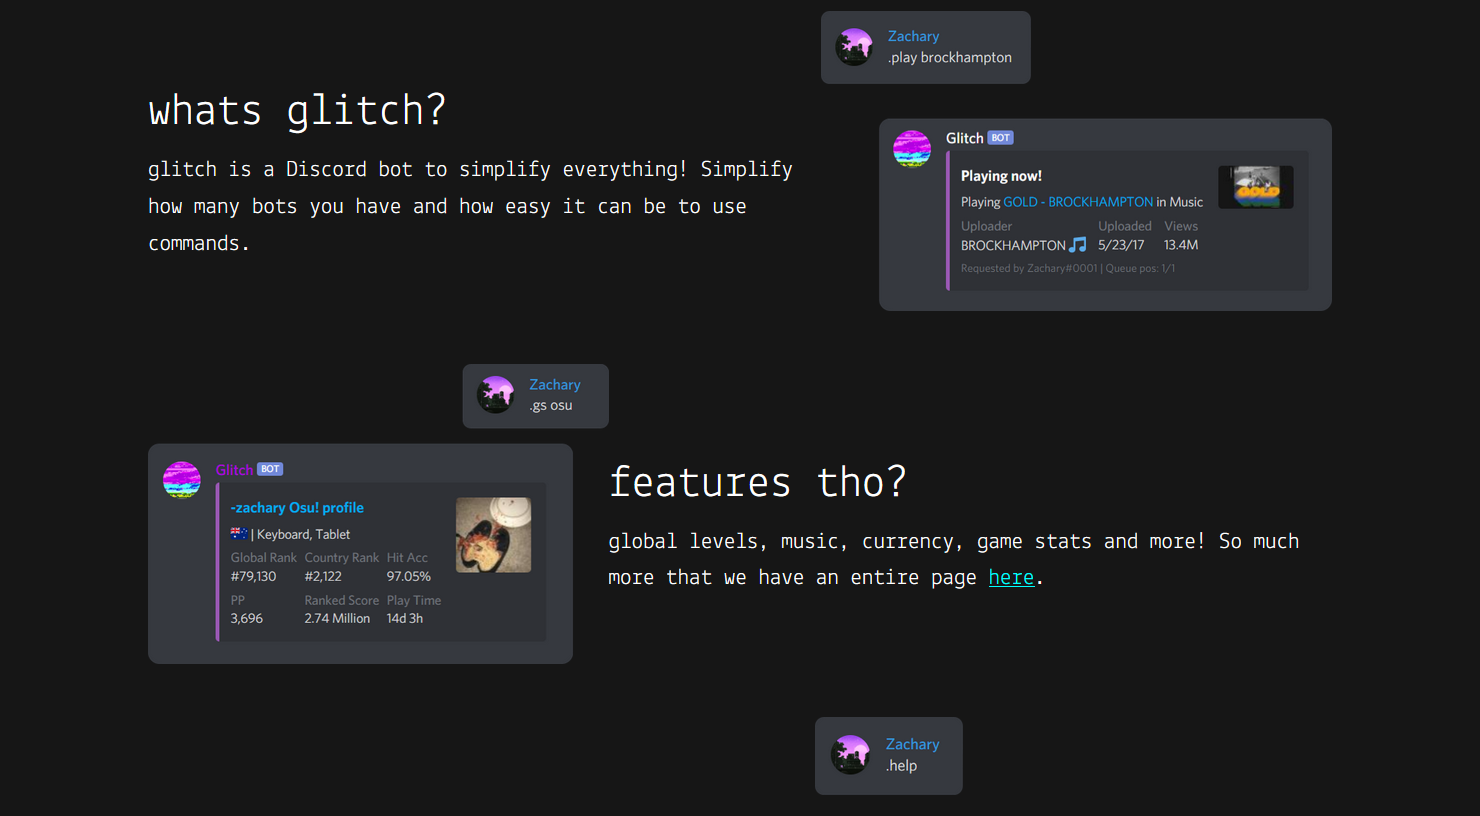 Zachary
.play brockhampton
whats glitch?
glitch is a Discord bot to simplify everything! Simplify
how many bots you have and how easy it can be to use
commands.
Glitch BOT
Playing now!
Playing GOLD - BROCKHAMPTON in Music
Uploader Uploaded Views
BROCKHAMPTON 🎵 5/23/17 13.4M
Requested by Zachary#0001 | Queue pos: 1/1
GOLD
Zachary
.gs osu
Glitch BOT
-zachary Osu! profile
🇦🇺 | Keyboard, Tablet
Global Rank Country Rank Hit Acc
#79,130 #2,122 97.05%
PP Ranked Score Play Time
3,696 2.74 Million 14d 3h
features tho?
global levels, music, currency, game stats and more! So much
more that we have an entire page here.
Zachary
.help